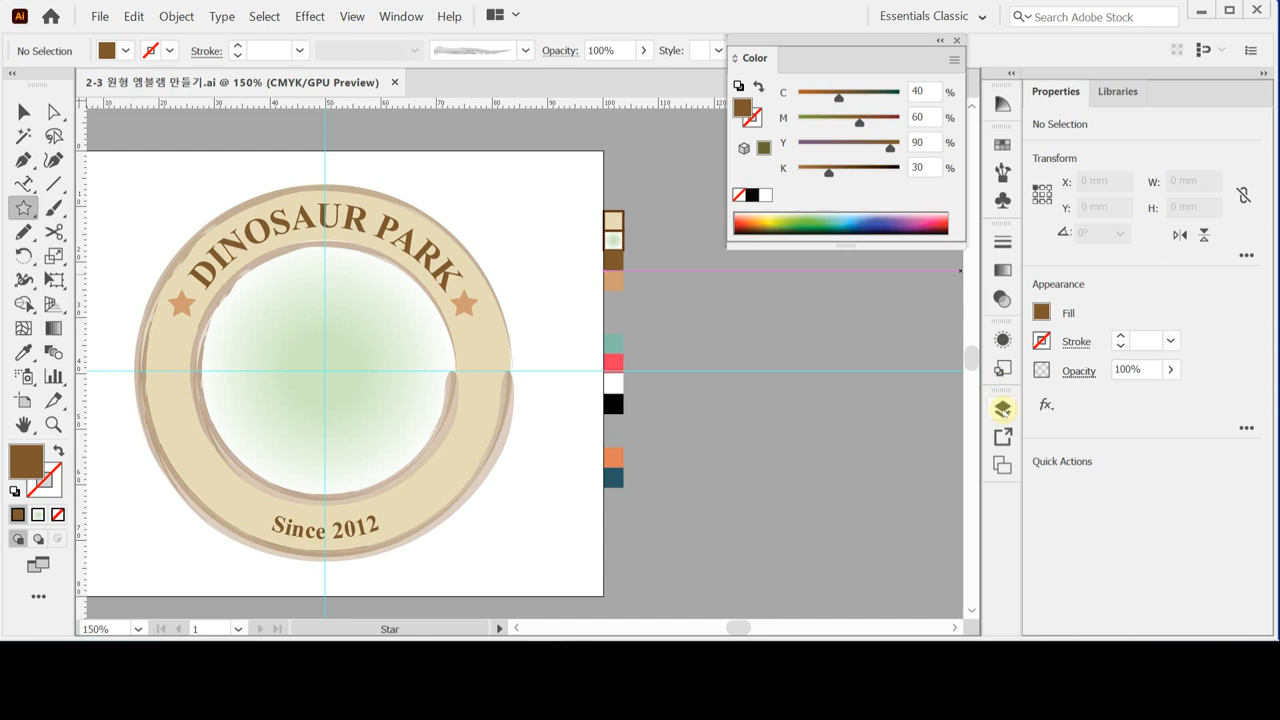 Ai File Edit Object Type Select Effect View Window Help Essentials Classic Search Adobe Stock
No Selection Stroke: Opacity: 100% Style:
2-3 원형 엠블렘 만들기.ai @ 150% (CMYK/GPU Preview)
Color
C 40 %
M 60 %
Y 90 %
K 30 %
Properties Libraries
No Selection
Transform
X: 0 mm W: 0 mm
Y: 0 mm H: 0 mm
0°
Appearance
Fill
Stroke
Opacity 100%
fx
Quick Actions
DINOSAUR PARK
Since 2012
150% 1 Star